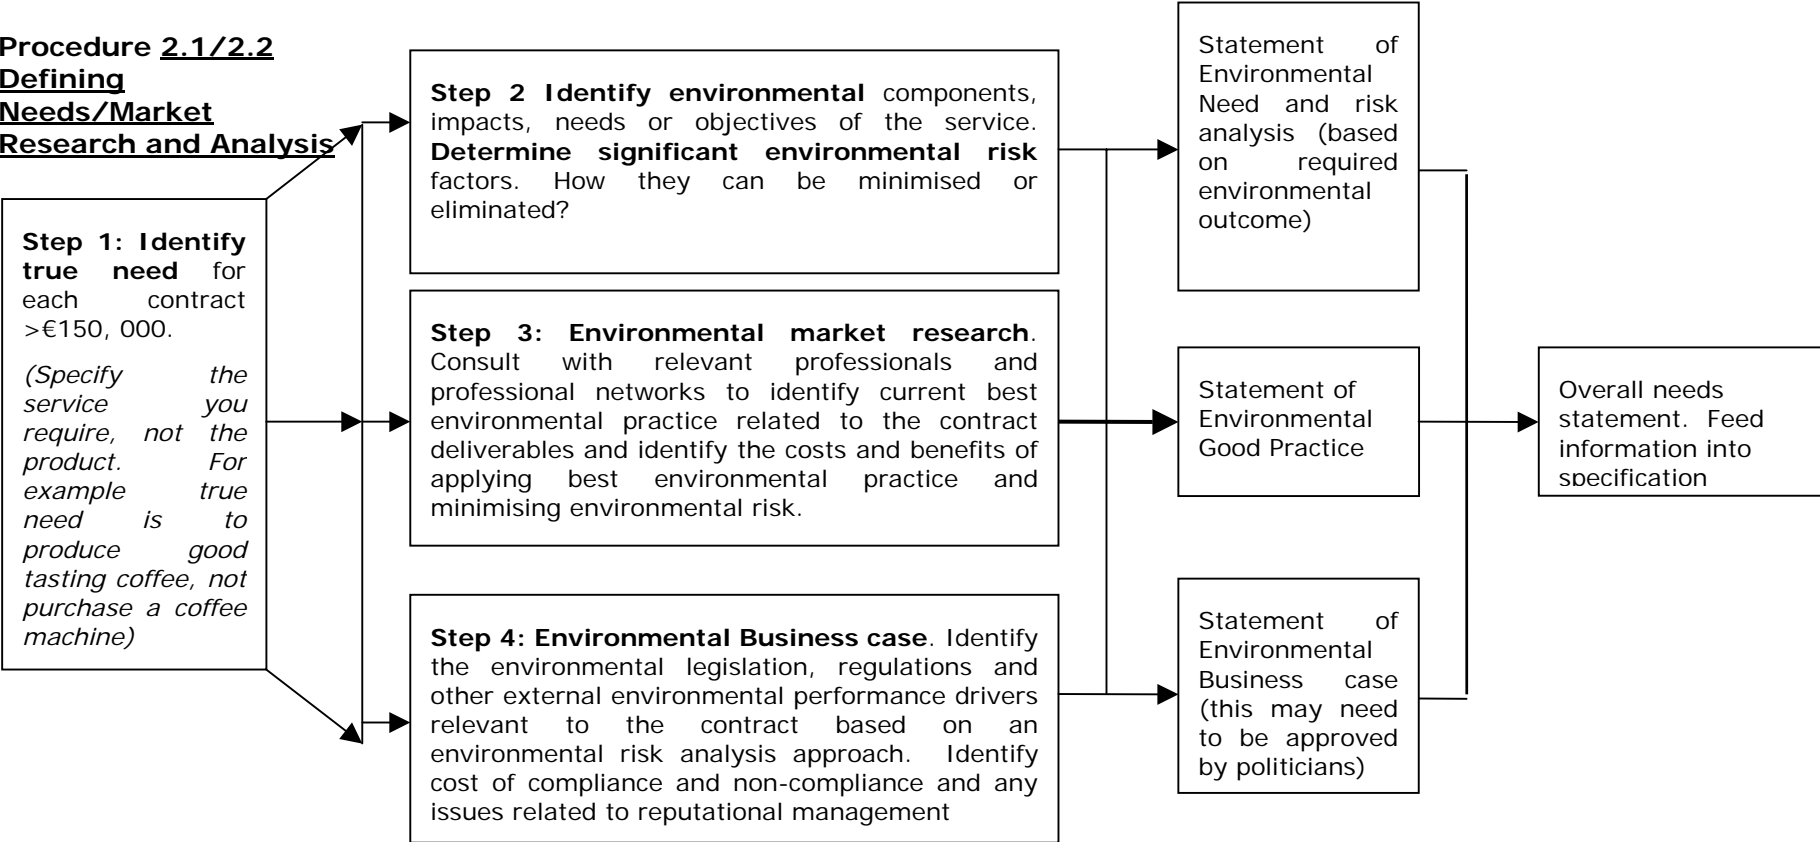 Procedure 2.1/2.2
Defining
Needs/Market
Research and Analysis
Step 1: Identify
true need for
each contract
>€150, 000.
(Specify the
service you
require, not the
product. For
example true
need is to
produce good
tasting coffee, not
purchase a coffee
machine)
Step 2 Identify environmental components,
impacts, needs or objectives of the service.
Determine significant environmental risk
factors. How they can be minimised or
eliminated?
Step 3: Environmental market research.
Consult with relevant professionals and
professional networks to identify current best
environmental practice related to the contract
deliverables and identify the costs and benefits of
applying best environmental practice and
minimising environmental risk.
Step 4: Environmental Business case. Identify
the environmental legislation, regulations and
other external environmental performance drivers
relevant to the contract based on an
environmental risk analysis approach. Identify
cost of compliance and non-compliance and any
issues related to reputational management
Statement of
Environmental
Need and risk
analysis (based
on required
environmental
outcome)
Statement of
Environmental
Good Practice
Statement of
Environmental
Business case
(this may need
to be approved
by politicians)
Overall needs
statement. Feed
information into
specification